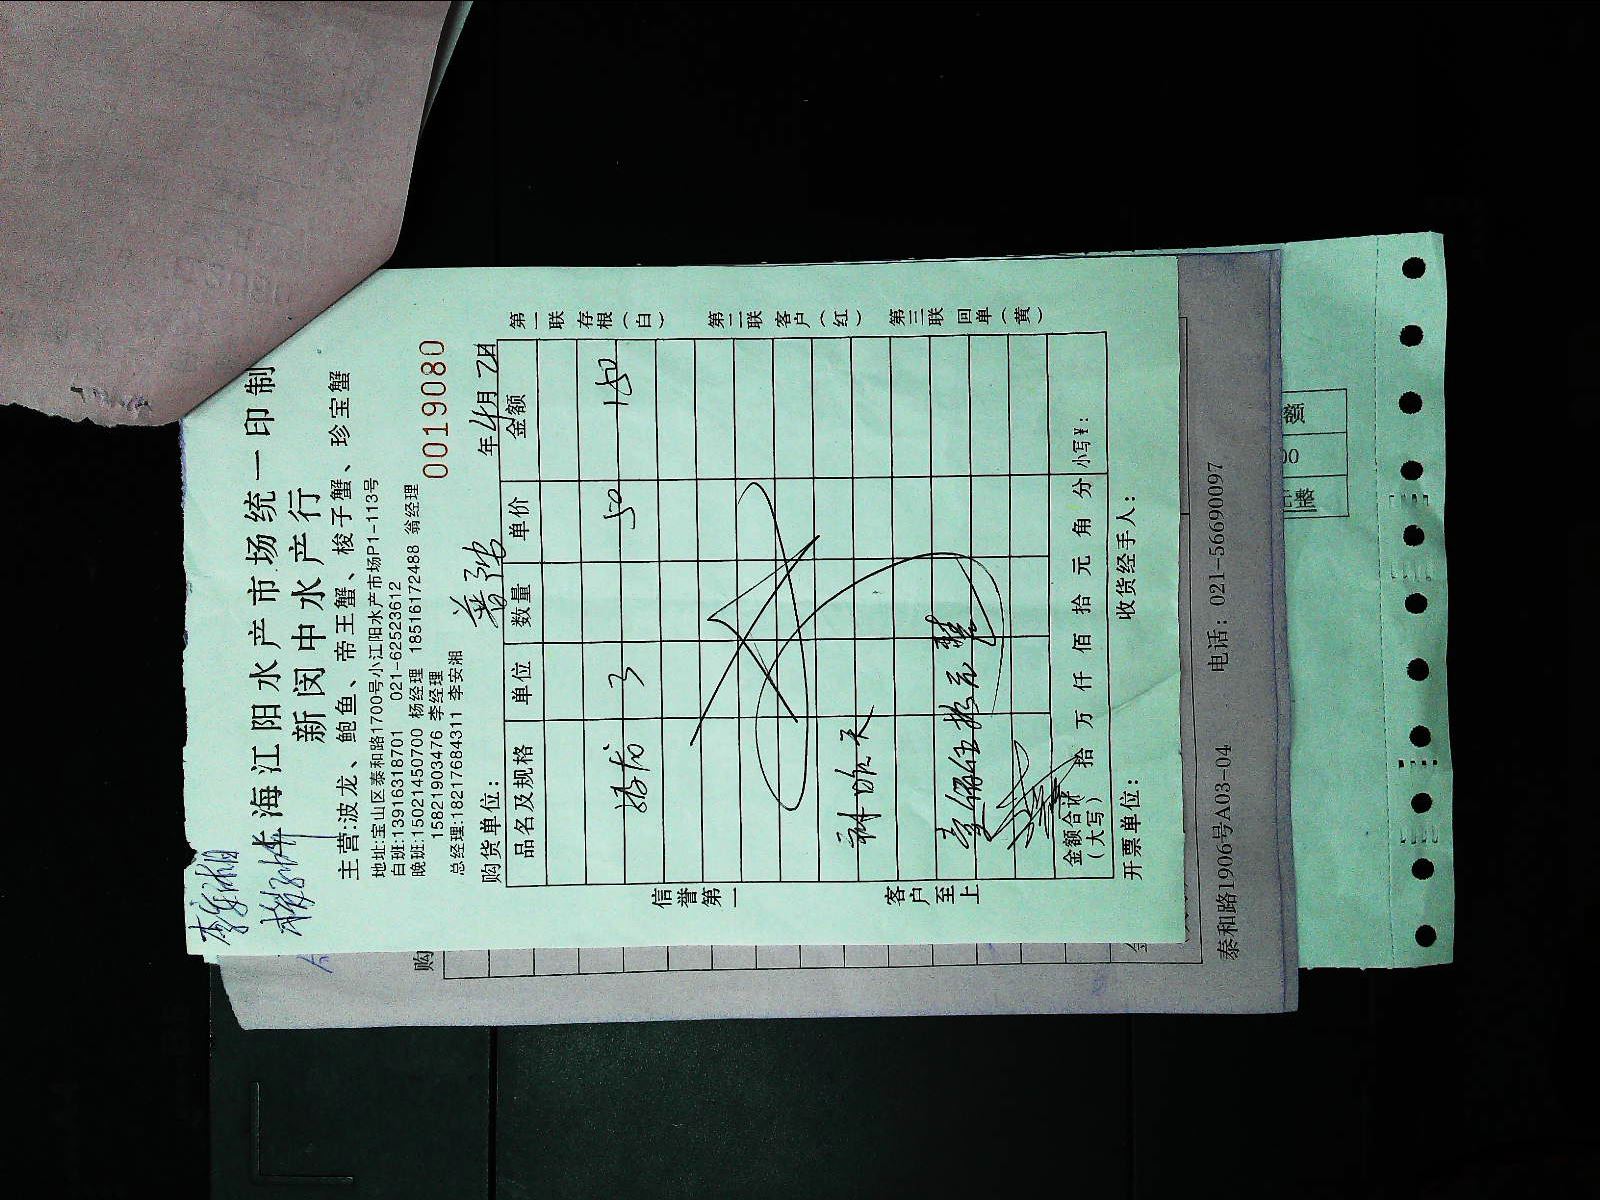 上海江阳水产市场统一印制
新闵中水产行
主营:波龙、鲍鱼、帝王蟹、梭子蟹、珍宝蟹
地址:宝山区泰和路1700号小江阳水产市场P1-113号
白班:13916318701 021-62523612
晚班:15021450700 杨经理 18516172488 翁经理
15821903476 李经理
总经理:18217684311 李安湘
0019080
购货单位:
年4月2日
品名及规格 单位 数量 单价 金额
3 50 150
金额合计(大写) 拾 万 仟 佰 拾 元 角 分 小写¥:
开票单位: 收货经手人:
信誉第一
客户至上
第一联存根(白)
第二联客户(红)
第三联回单(黄)
购
泰和路1906号A03-04 电话: 021-56690097
额
00
元整